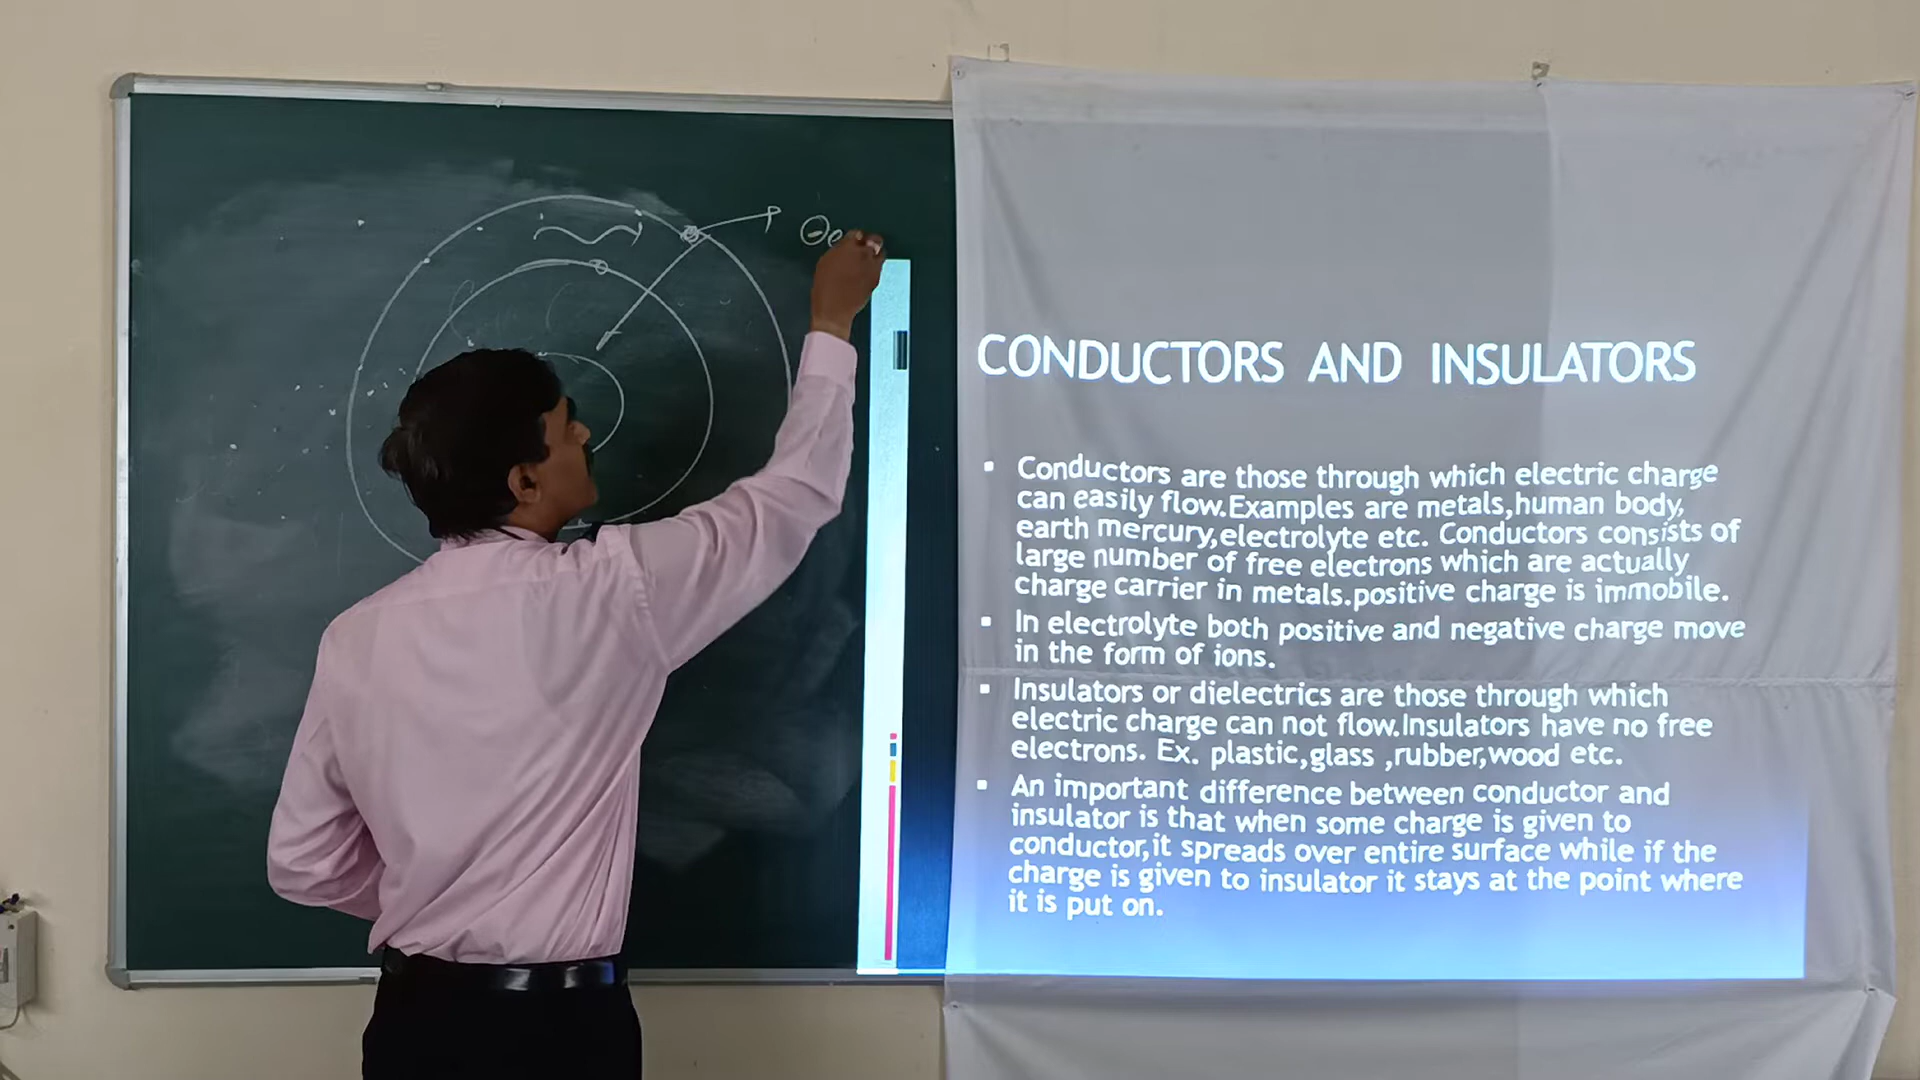 CONDUCTORS AND INSULATORS
▪ Conductors are those through which electric charge
can easily flow.Examples are metals,human body,
earth mercury,electrolyte etc. Conductors consists of
large number of free electrons which are actually
charge carrier in metals.positive charge is immobile.
▪ In electrolyte both positive and negative charge move
in the form of ions.
▪ Insulators or dielectrics are those through which
electric charge can not flow.Insulators have no free
electrons. Ex. plastic,glass ,rubber,wood etc.
▪ An important difference between conductor and
insulator is that when some charge is given to
conductor,it spreads over entire surface while if the
charge is given to insulator it stays at the point where
it is put on.